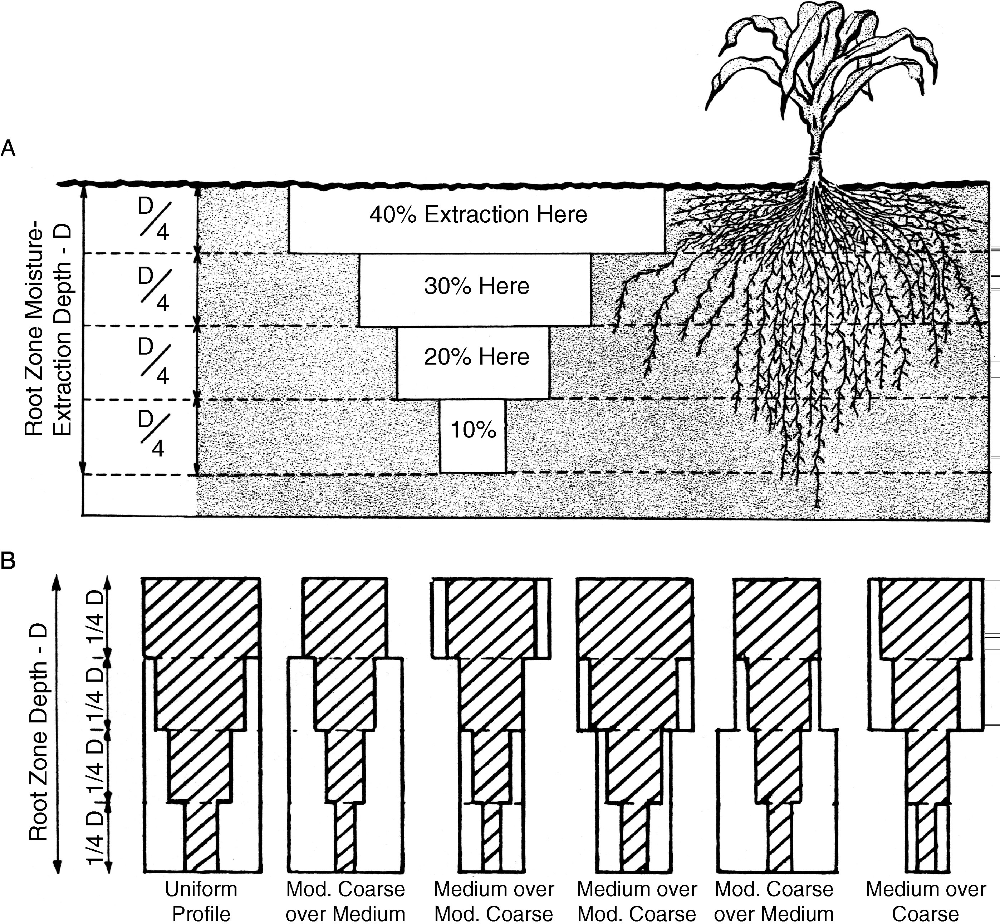 A
Root Zone Moisture-
Extraction Depth - D
D/4
40% Extraction Here
D/4
30% Here
D/4
20% Here
D/4
10%
B
Root Zone Depth - D
1/4 D
1/4 D
1/4 D
1/4 D
Uniform
Profile
Mod. Coarse
over Medium
Medium over
Mod. Coarse
Medium over
Mod. Coarse
Mod. Coarse
over Medium
Medium over
Coarse